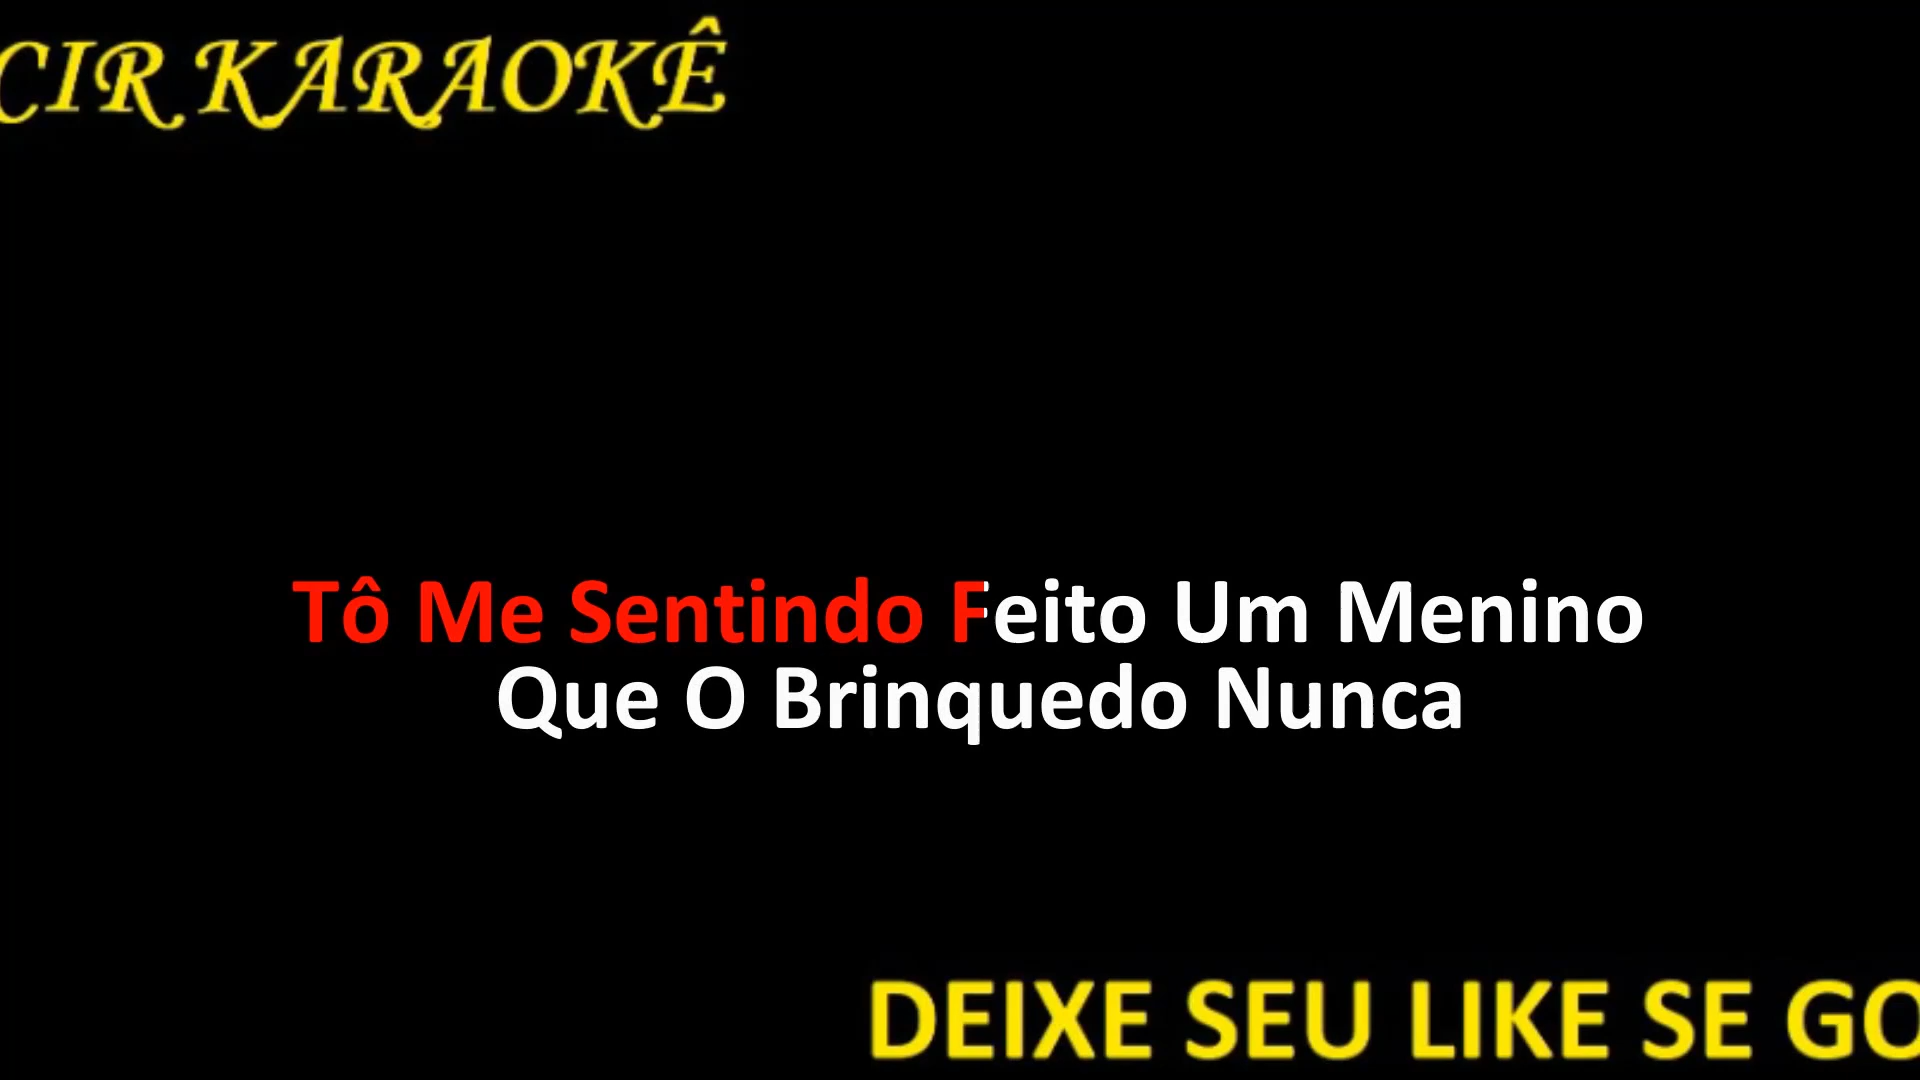 CIR KARAOKÊ
Tô Me Sentindo Feito Um Menino
Que O Brinquedo Nunca
DEIXE SEU LIKE SE GO